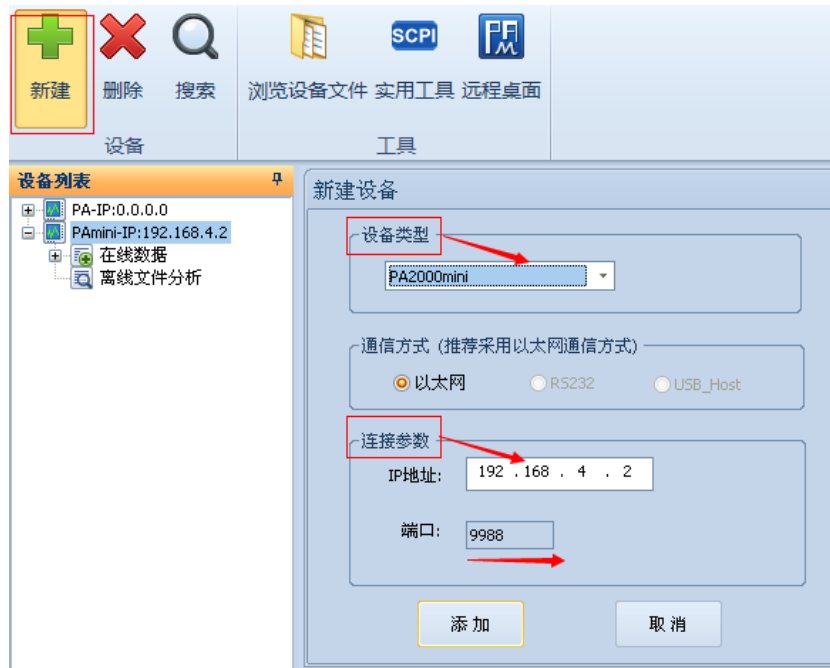 新建 删除 搜索 浏览设备文件 SCPI 实用工具 PFM 远程桌面
设备 工具
设备列表
PA-IP:0.0.0.0
PAmini-IP:192.168.4.2
在线数据
离线文件分析
新建设备
设备类型
PA2000mini
通信方式 (推荐采用以太网通信方式)
以太网 RS232 USB_Host
连接参数
IP地址: 192 .168 . 4 . 2
端口: 9988
添加 取消